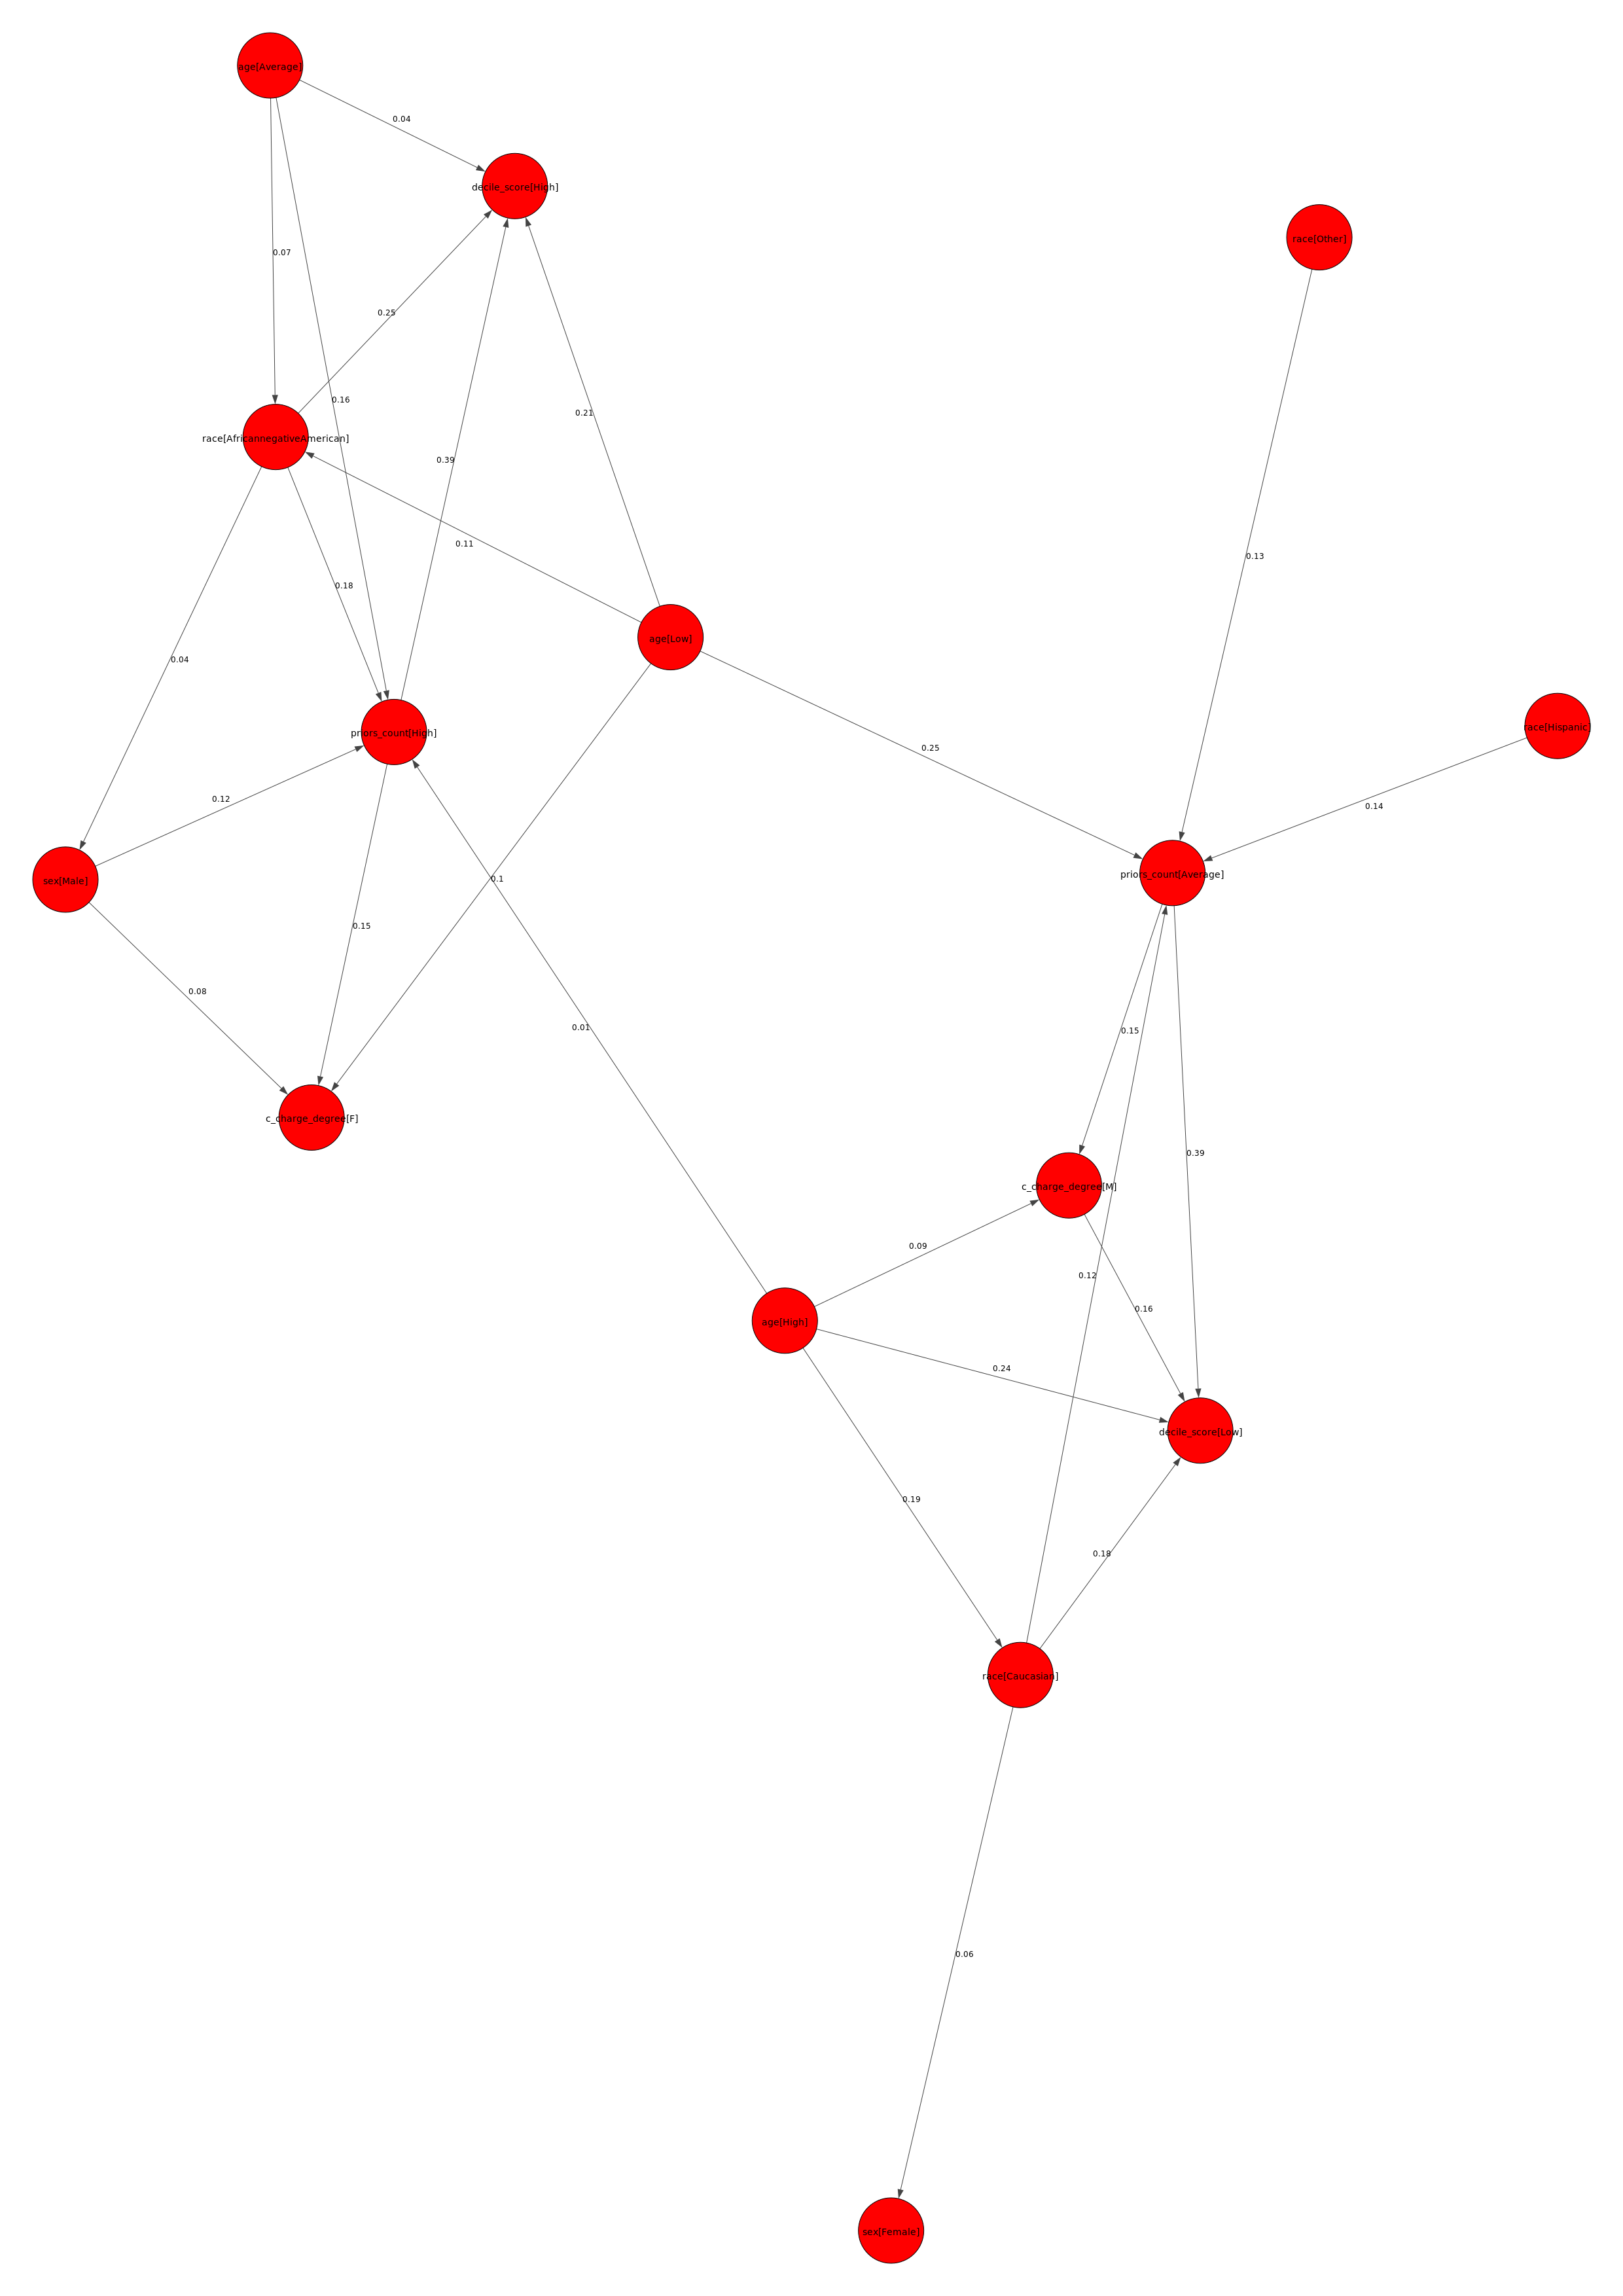 age[Average]
0.04
decile_score[High]
race[Other]
0.07
0.25
0.16
0.21
race[AfricannegativeAmerican]
0.39
0.11
0.13
0.18
age[Low]
0.04
race[Hispanic]
priors_count[High]
0.25
0.12
0.14
priors_count[Average]
sex[Male]
0.1
0.15
0.08
0.01
0.15
c_charge_degree[F]
0.39
c_charge_degree[M]
0.09
0.12
0.16
age[High]
0.24
decile_score[Low]
0.19
0.18
race[Caucasian]
0.06
sex[Female]